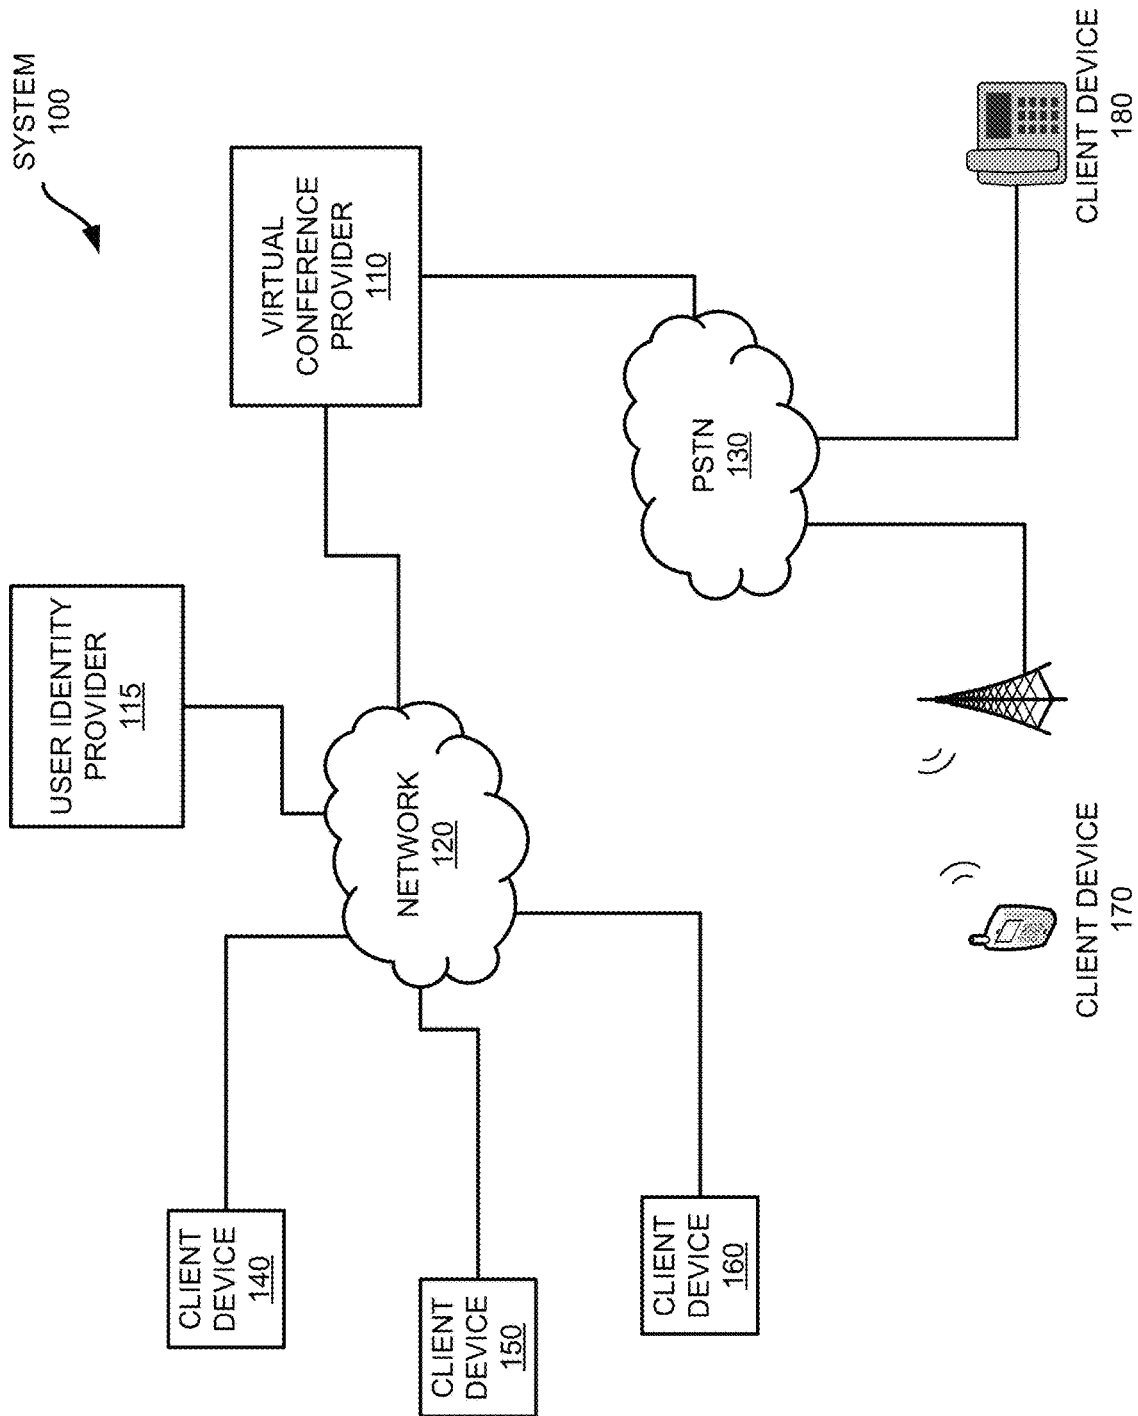 SYSTEM
100
USER IDENTITY
PROVIDER
115
VIRTUAL
CONFERENCE
PROVIDER
110
CLIENT
DEVICE
140
NETWORK
120
CLIENT
DEVICE
150
PSTN
130
CLIENT
DEVICE
160
CLIENT DEVICE
170
CLIENT DEVICE
180